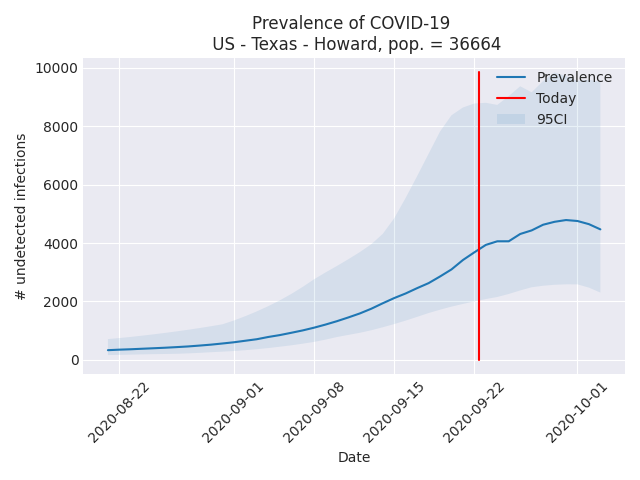 Prevalence of COVID-19
US - Texas - Howard, pop. = 36664
10000
8000
6000
4000
2000
0
# undetected infections
Prevalence
Today
95CI
2020-08-22
2020-09-01
2020-09-08
2020-09-15
2020-09-22
2020-10-01
Date